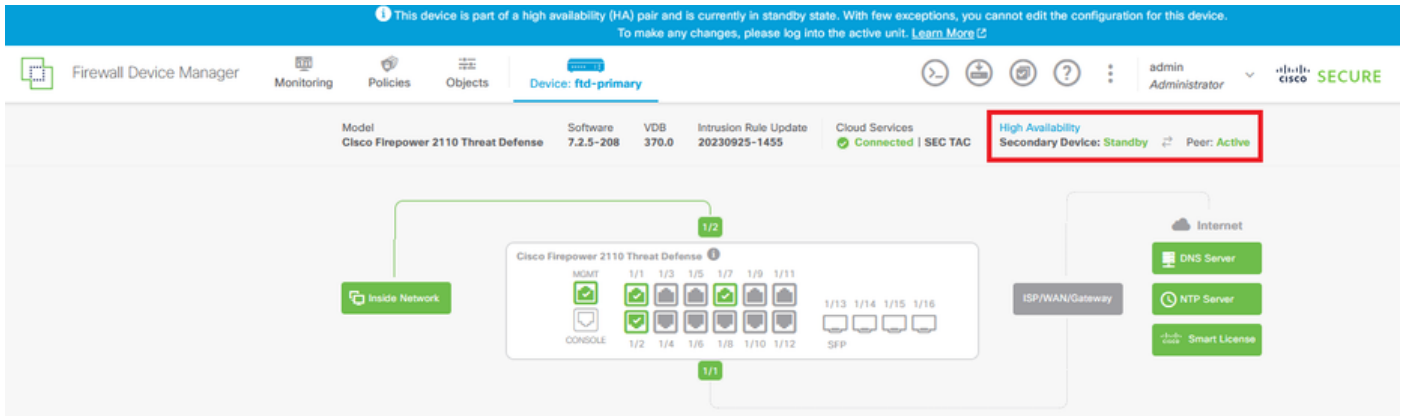 This device is part of a high availability (HA) pair and is currently in standby state. With few exceptions, you cannot edit the configuration for this device.
To make any changes, please log into the active unit. Learn More
Firewall Device Manager
Monitoring
Policies
Objects
Device: ftd-primary
admin
Administrator
CISCO SECURE
Model
Cisco Firepower 2110 Threat Defense
Software
7.2.5-208
VDB
370.0
Intrusion Rule Update
20230925-1455
Cloud Services
Connected | SEC TAC
High Availability
Secondary Device: Standby Peer: Active
1/2
Internet
Cisco Firepower 2110 Threat Defense
MGMT 1/1 1/3 1/5 1/7 1/9 1/11
DNS Server
Inside Network
1/13 1/14 1/15 1/16
ISP/WAN/Gateway
NTP Server
CONSOLE 1/2 1/4 1/6 1/8 1/10 1/12 SFP
Smart License
1/1